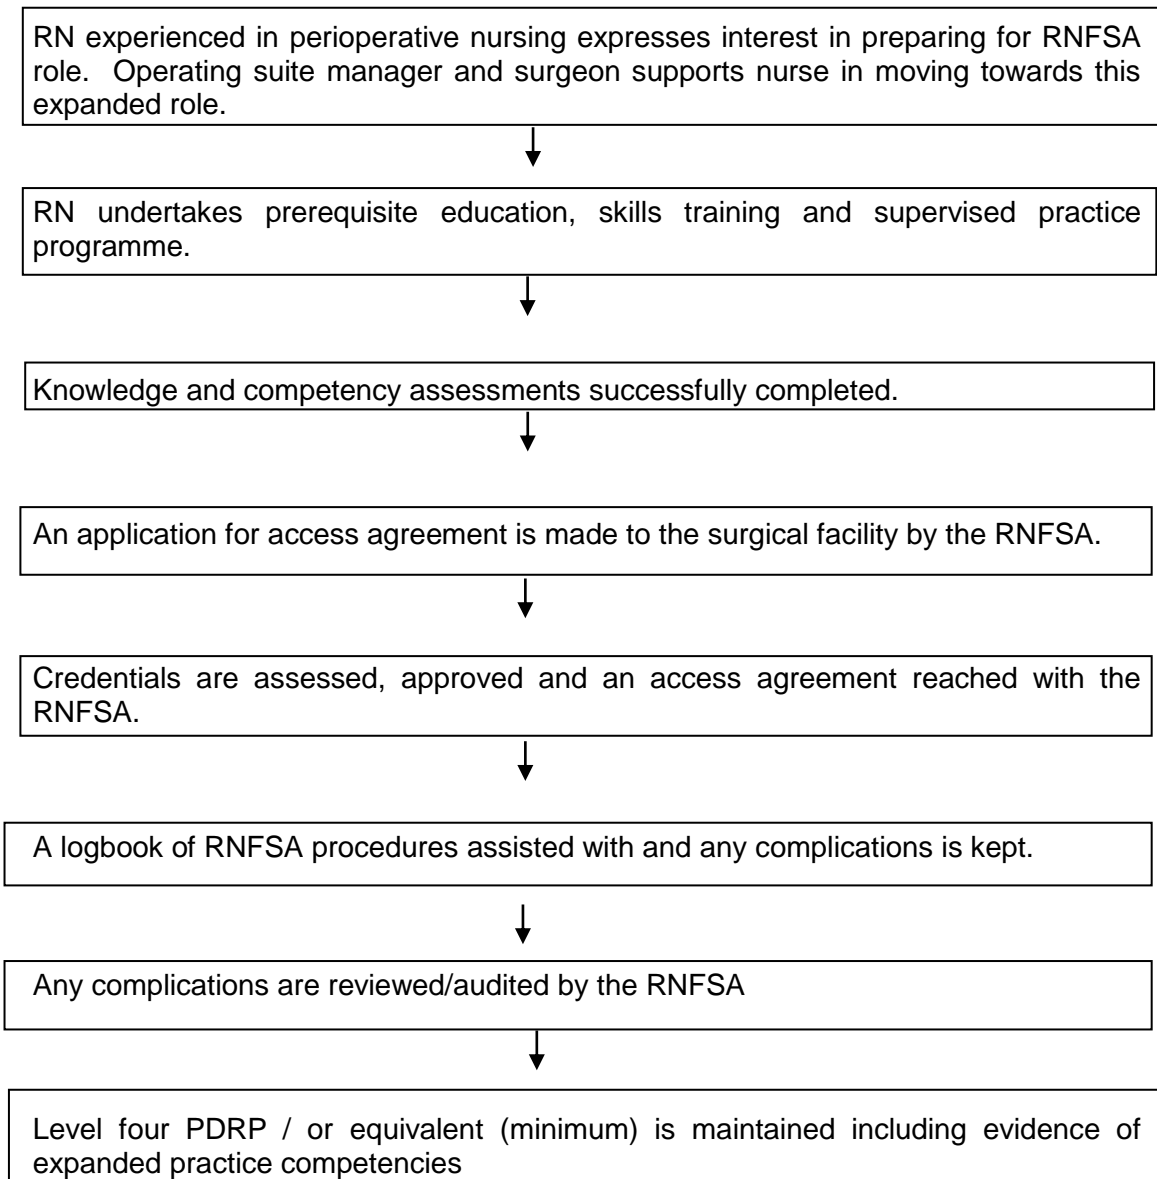 RN experienced in perioperative nursing expresses interest in preparing for RNFSA
role. Operating suite manager and surgeon supports nurse in moving towards this
expanded role.
RN undertakes prerequisite education, skills training and supervised practice
programme.
Knowledge and competency assessments successfully completed.
An application for access agreement is made to the surgical facility by the RNFSA.
Credentials are assessed, approved and an access agreement reached with the
RNFSA.
A logbook of RNFSA procedures assisted with and any complications is kept.
Any complications are reviewed/audited by the RNFSA
Level four PDRP / or equivalent (minimum) is maintained including evidence of
expanded practice competencies